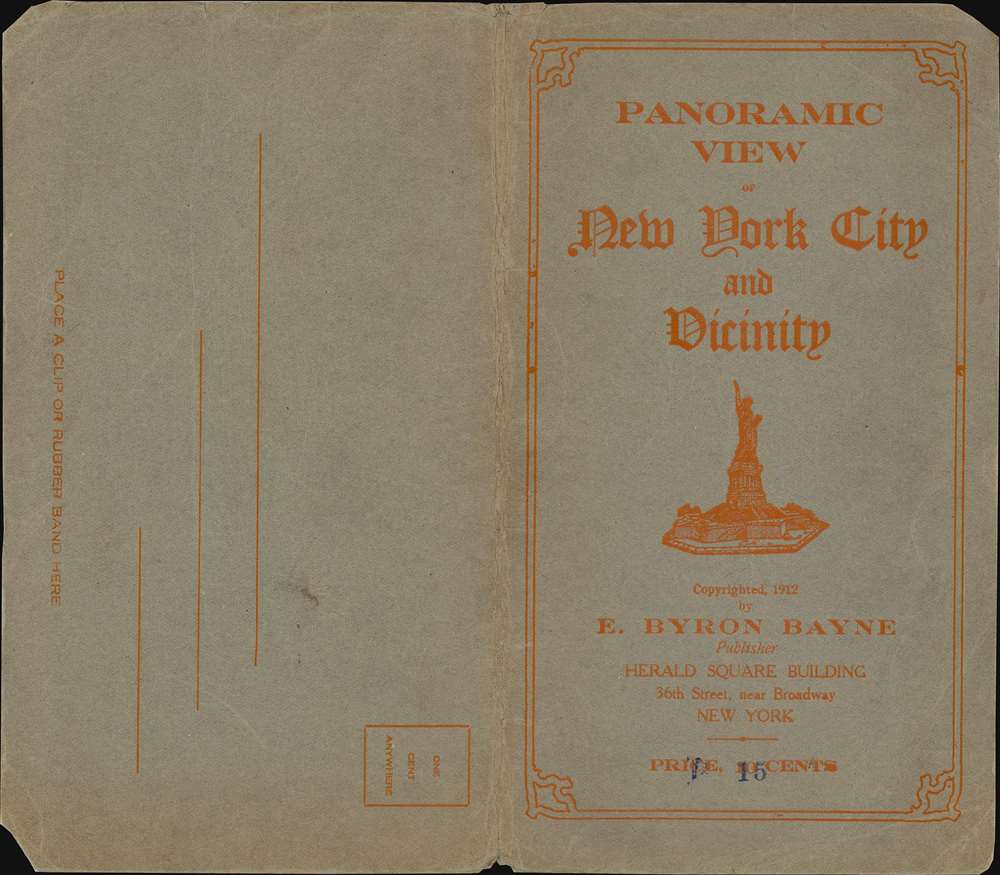 PLACE A CLIP OR RUBBER BAND HERE
ONE
CENT
ANYWHERE
PANORAMIC
VIEW
OF
New York City
and
Vicinity
Copyrighted, 1912
by
E. BYRON BAYNE
Publisher
HERALD SQUARE BUILDING
36th Street, near Broadway
NEW YORK
PRICE, 15 CENTS